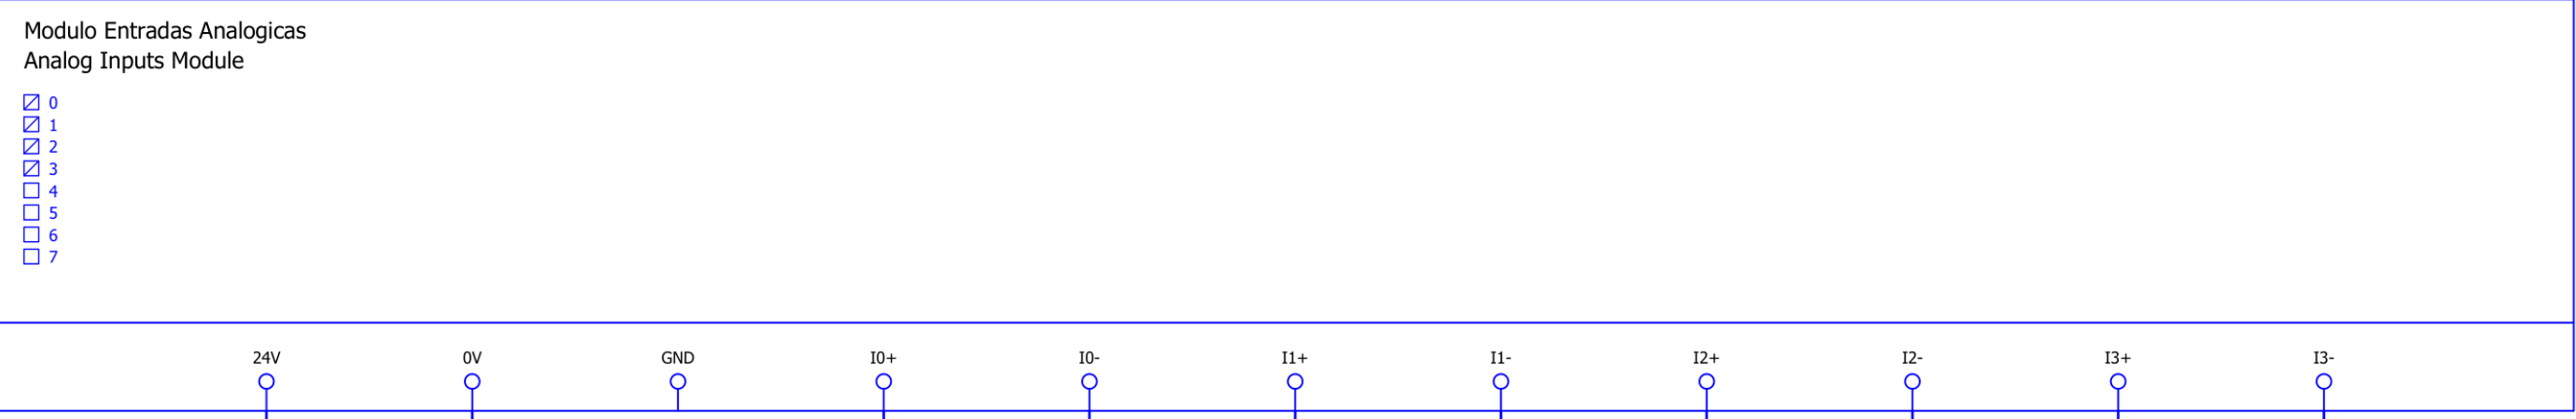 Modulo Entradas Analogicas
Analog Inputs Module
0
1
2
3
4
5
6
7
24V 0V GND I0+ I0- I1+ I1- I2+ I2- I3+ I3-